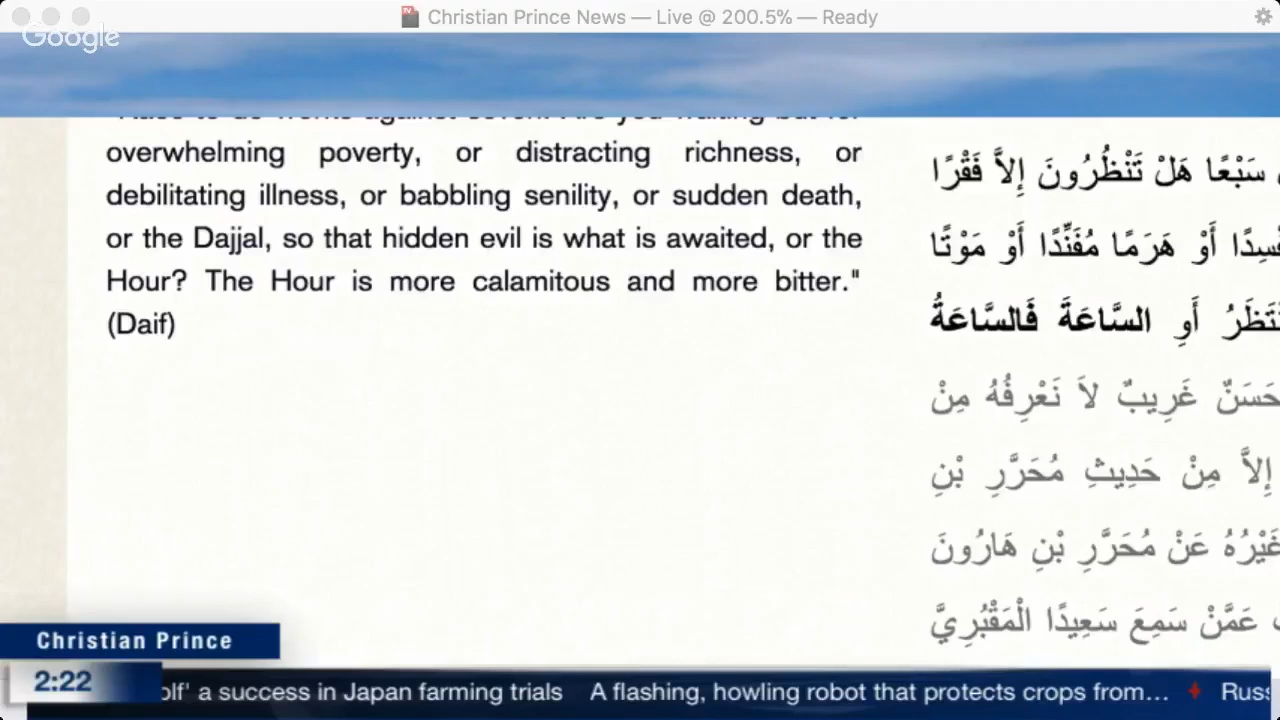 Christian Prince News — Live @ 200.5% — Ready
Google
overwhelming poverty, or distracting richness, or
debilitating illness, or babbling senility, or sudden death,
or the Dajjal, so that hidden evil is what is awaited, or the
Hour? The Hour is more calamitous and more bitter."
(Daif)
سَبْعًا هَلْ تَنْظُرُونَ إِلاَّ فَقْرًا
أَوْ هَرَمًا مُفَنِّدًا أَوْ مَوْتًا
أَوِ السَّاعَةَ فَالسَّاعَةُ
حَسَنٌ غَرِيبٌ لاَ نَعْرِفُهُ مِنْ
إِلاَّ مِنْ حَدِيثِ مُحَرَّرِ بْنِ
غَيْرُهُ عَنْ مُحَرَّرِ بْنِ هَارُونَ
عَمَّنْ سَمِعَ سَعِيدًا الْمَقْبُرِيَّ
Christian Prince
2:22
olf' a success in Japan farming trials A flashing, howling robot that protects crops from... Russ